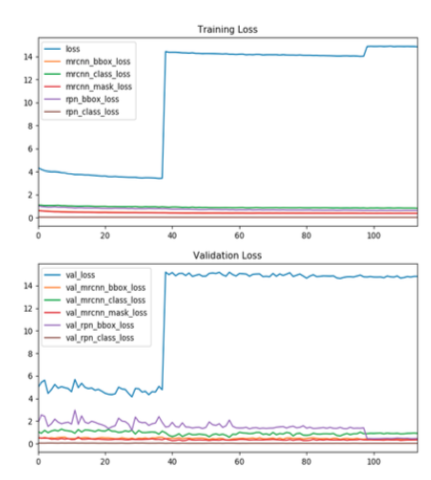 Training Loss
14
12
10
8
6
4
2
0
loss
mrcnn_bbox_loss
mrcnn_class_loss
mrcnn_mask_loss
rpn_bbox_loss
rpn_class_loss
0 20 40 60 80 100
Validation Loss
14
12
10
8
6
4
2
0
val_loss
val_mrcnn_bbox_loss
val_mrcnn_class_loss
val_mrcnn_mask_loss
val_rpn_bbox_loss
val_rpn_class_loss
0 20 40 60 80 100